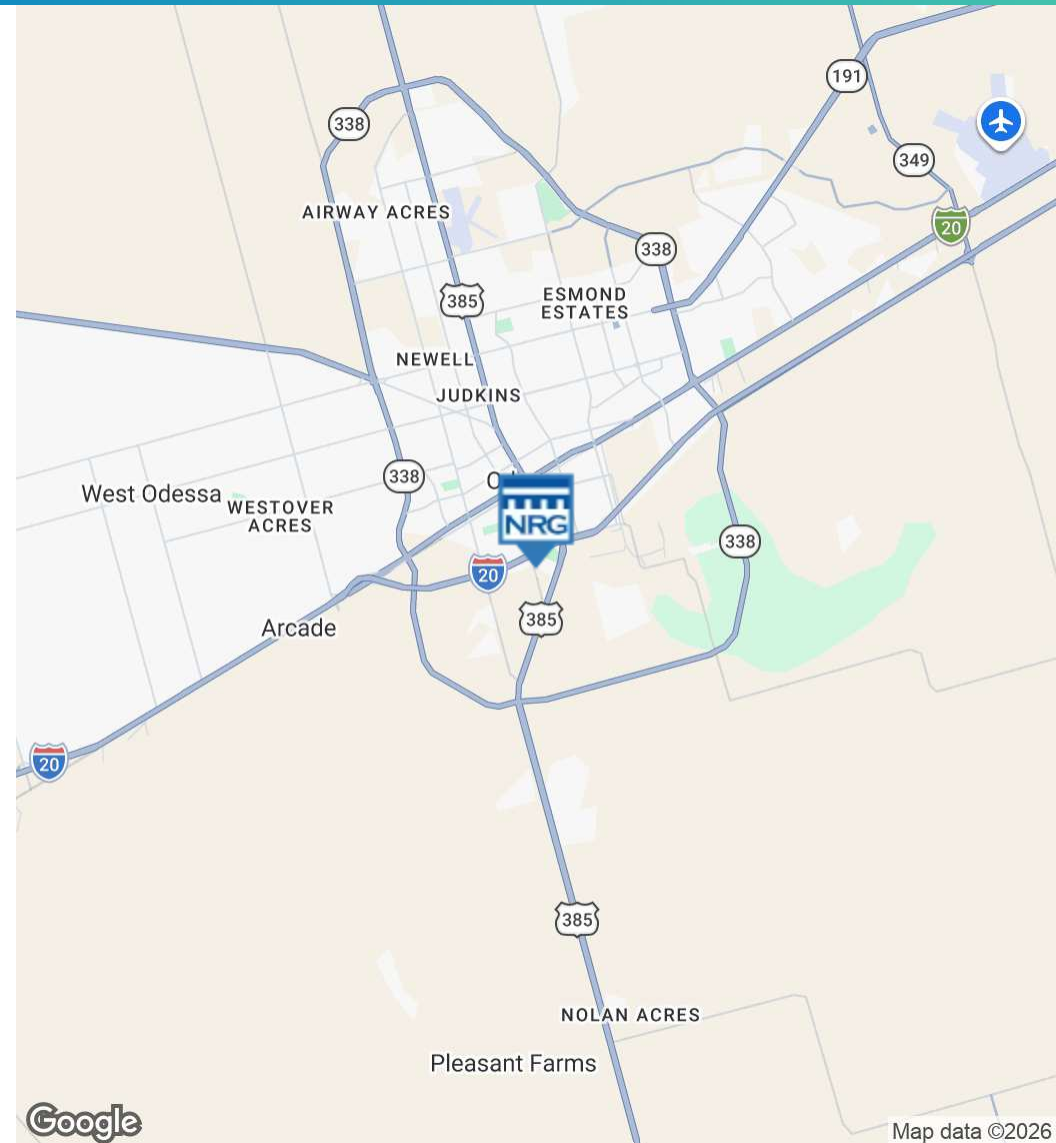 191
338
349
AIRWAY ACRES
20
338
ESMOND
ESTATES
385
NEWELL
JUDKINS
338
West Odessa
WESTOVER
ACRES
NRG
338
20
385
Arcade
20
385
NOLAN ACRES
Pleasant Farms
Google
Map data ©2026